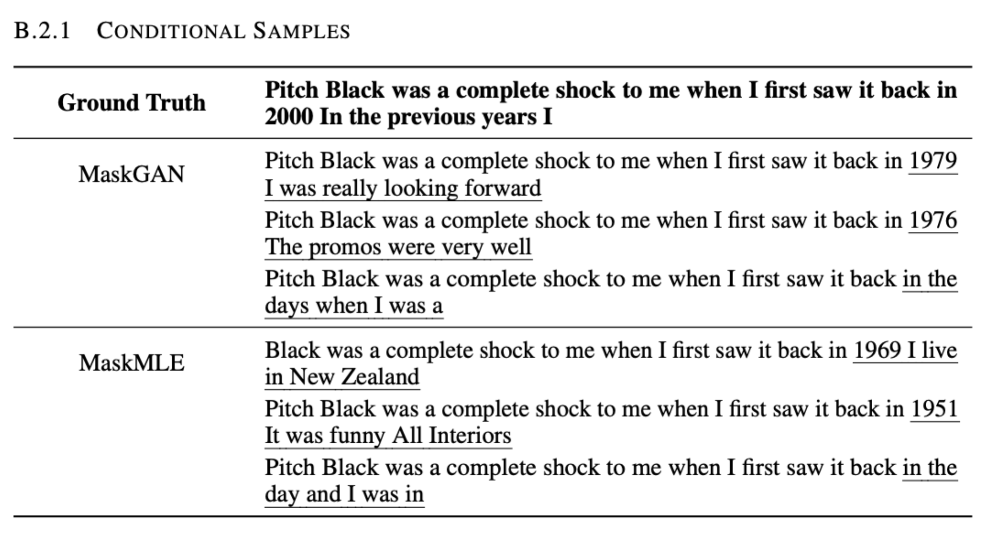 B.2.1 CONDITIONAL SAMPLES
Ground Truth
Pitch Black was a complete shock to me when I first saw it back in
2000 In the previous years I
MaskGAN
Pitch Black was a complete shock to me when I first saw it back in 1979
I was really looking forward
Pitch Black was a complete shock to me when I first saw it back in 1976
The promos were very well
Pitch Black was a complete shock to me when I first saw it back in the
days when I was a
MaskMLE
Black was a complete shock to me when I first saw it back in 1969 I live
in New Zealand
Pitch Black was a complete shock to me when I first saw it back in 1951
It was funny All Interiors
Pitch Black was a complete shock to me when I first saw it back in the
day and I was in